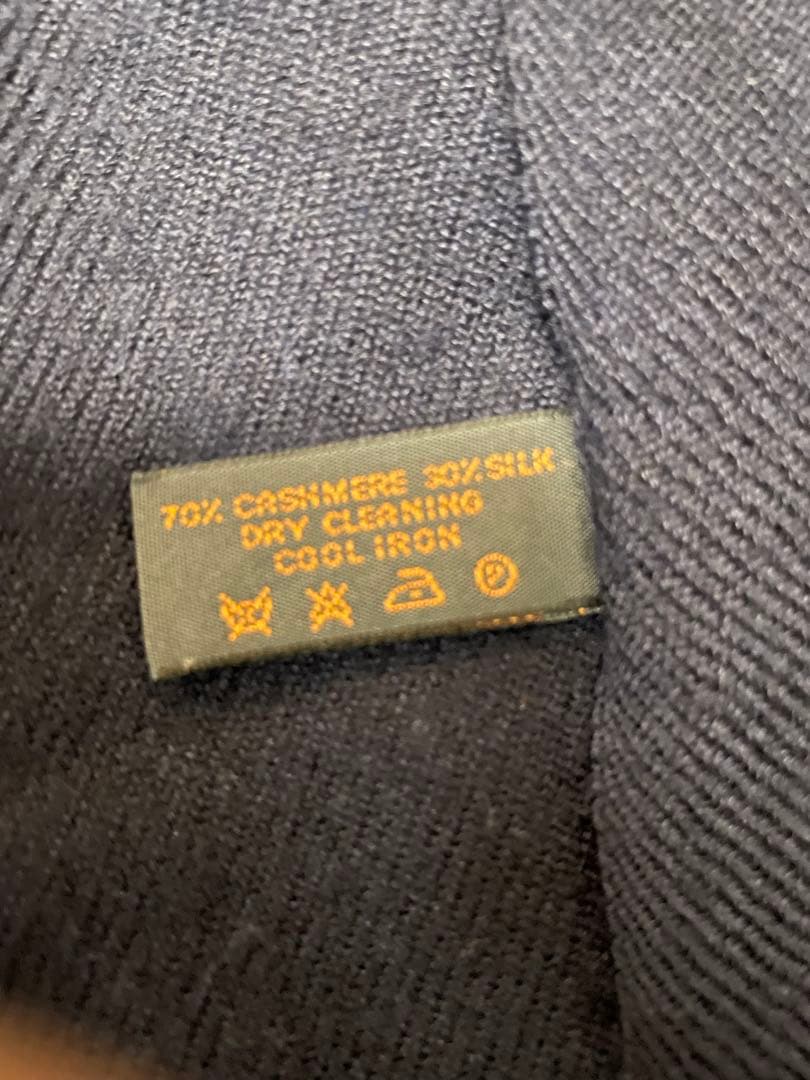 70% CASHMERE 30% SILK
DRY CLEANING
COOL IRON
P